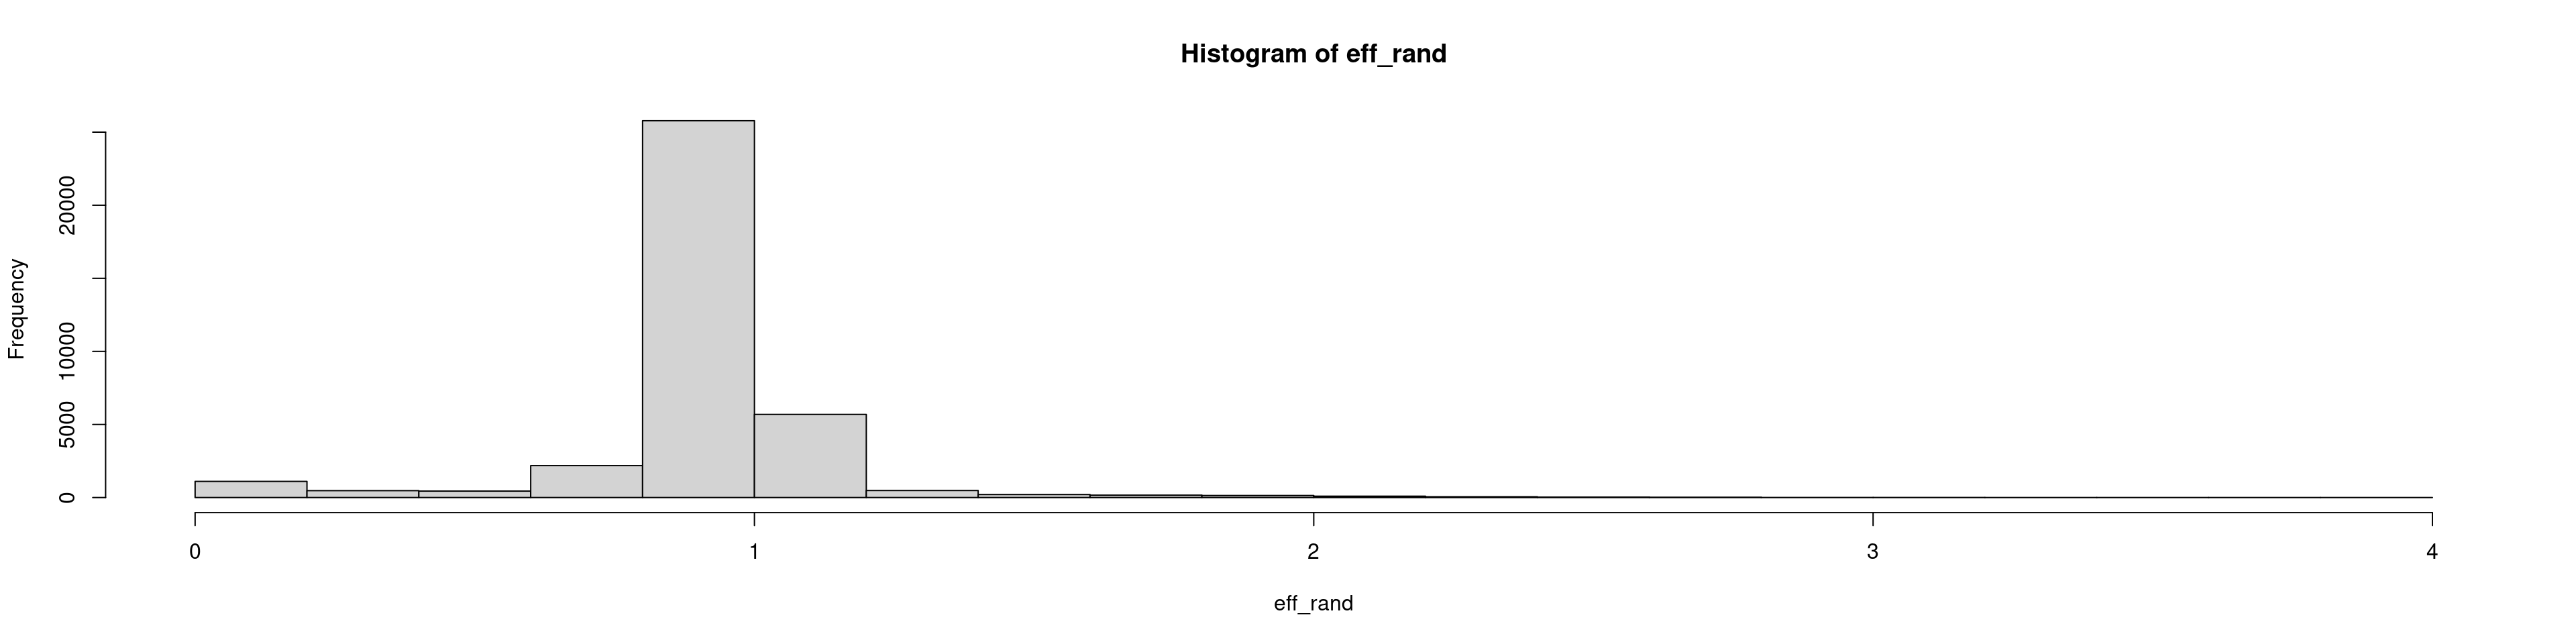 Histogram of eff_rand
Frequency
20000
10000
5000
0
0 1 2 3 4
eff_rand